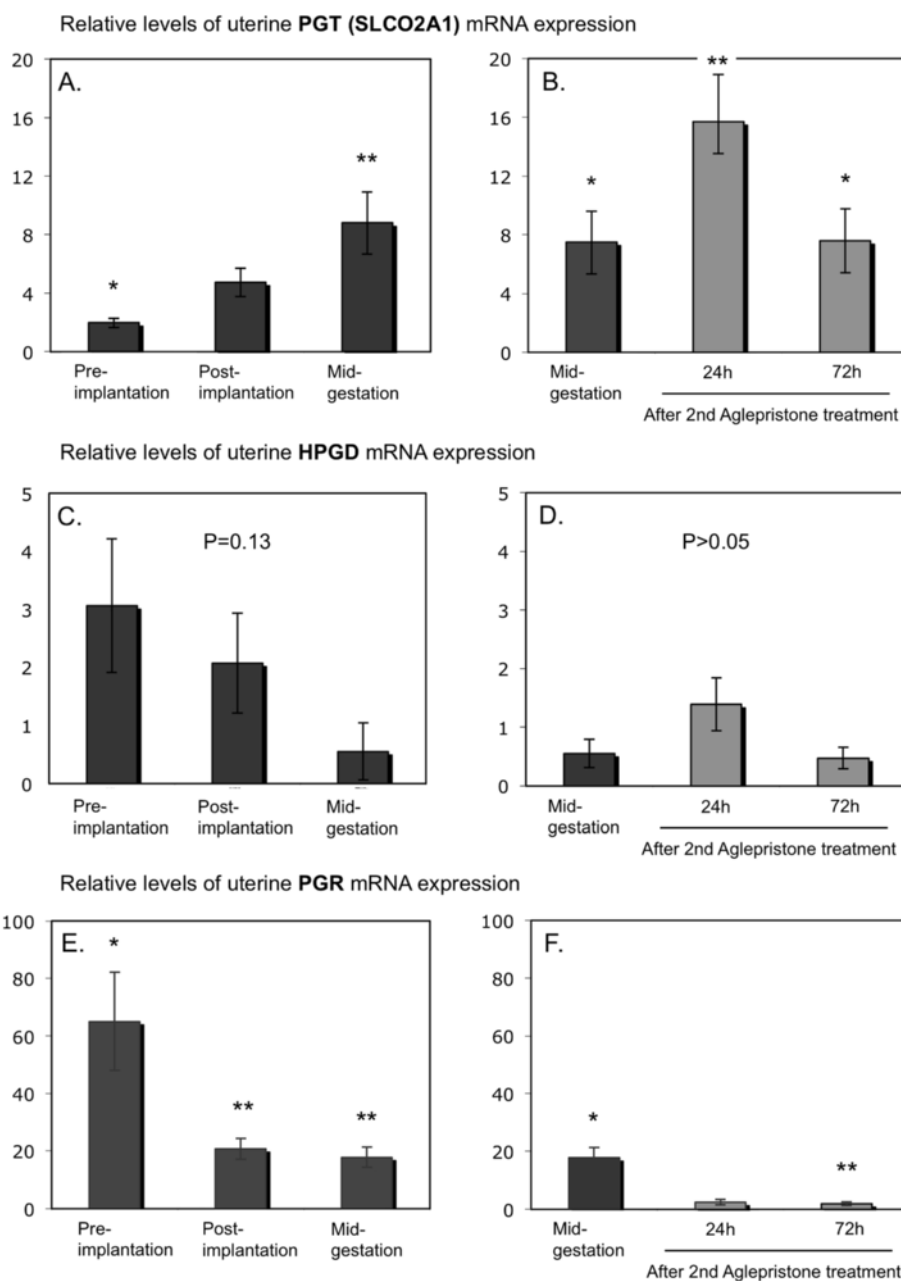 Relative levels of uterine PGT (SLCO2A1) mRNA expression
A.
20
16
12
8
4
0
*
**
Pre-
implantation
Post-
implantation
Mid-
gestation
B.
20
16
12
8
4
0
*
**
*
Mid-
gestation
24h
72h
After 2nd Aglepristone treatment
Relative levels of uterine HPGD mRNA expression
C.
P=0.13
5
4
3
2
1
0
Pre-
implantation
Post-
implantation
Mid-
gestation
D.
P>0.05
5
4
3
2
1
0
Mid-
gestation
24h
72h
After 2nd Aglepristone treatment
Relative levels of uterine PGR mRNA expression
E.
100
80
60
40
20
0
*
**
**
Pre-
implantation
Post-
implantation
Mid-
gestation
F.
100
80
60
40
20
0
*
**
Mid-
gestation
24h
72h
After 2nd Aglepristone treatment